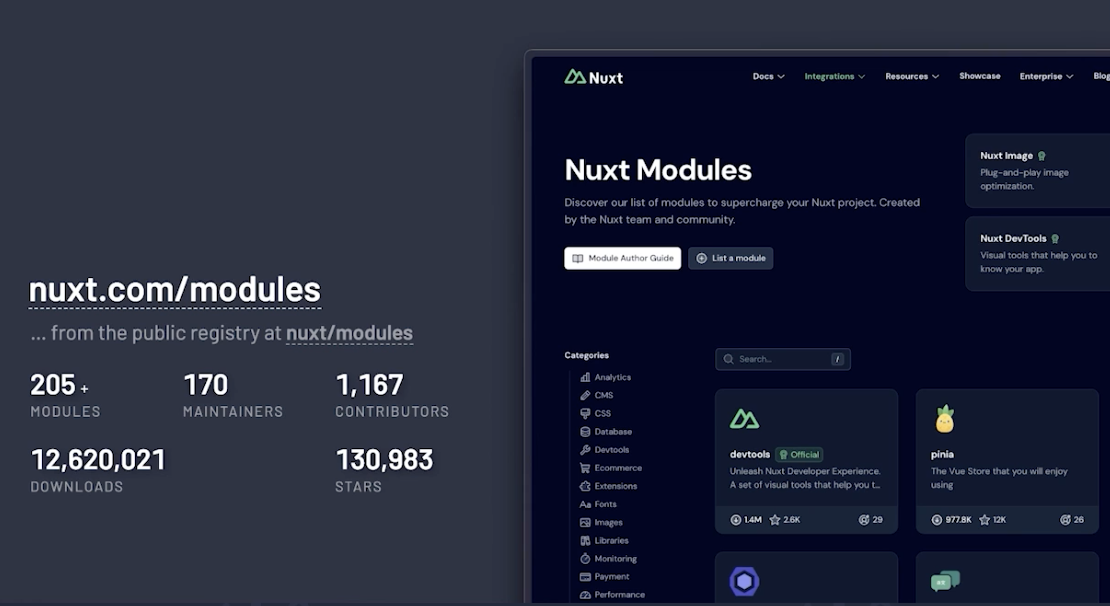 nuxt.com/modules
... from the public registry at nuxt/modules
205 +
MODULES
170
MAINTAINERS
1,167
CONTRIBUTORS
12,620,021
DOWNLOADS
130,983
STARS
Nuxt
Docs
Integrations
Resources
Showcase
Enterprise
Blog
Nuxt Modules
Discover our list of modules to supercharge your Nuxt project. Created
by the Nuxt team and community.
Module Author Guide
List a module
Nuxt Image
Plug-and-play image
optimization.
Nuxt DevTools
Visual tools that help you to
know your app.
Categories
Analytics
CMS
CSS
Database
Devtools
Ecommerce
Extensions
Aa Fonts
Images
Libraries
Monitoring
Payment
Performance
Search...
/
devtools
Official
Unleash Nuxt Developer Experience.
A set of visual tools that help you t...
1.4M
2.6K
29
pinia
The Vue Store that you will enjoy
using
977.8K
12K
26